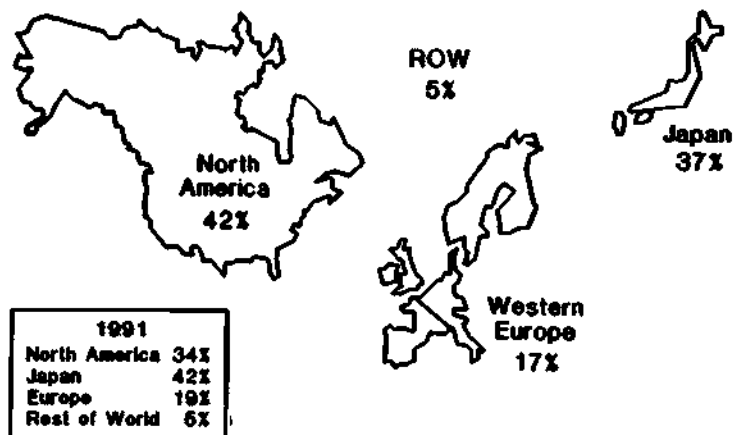 ROW
5%
Japan
37%
North
America
42%
Western
Europe
17%
1991
North America 34%
Japan 42%
Europe 19%
Rest of World 5%